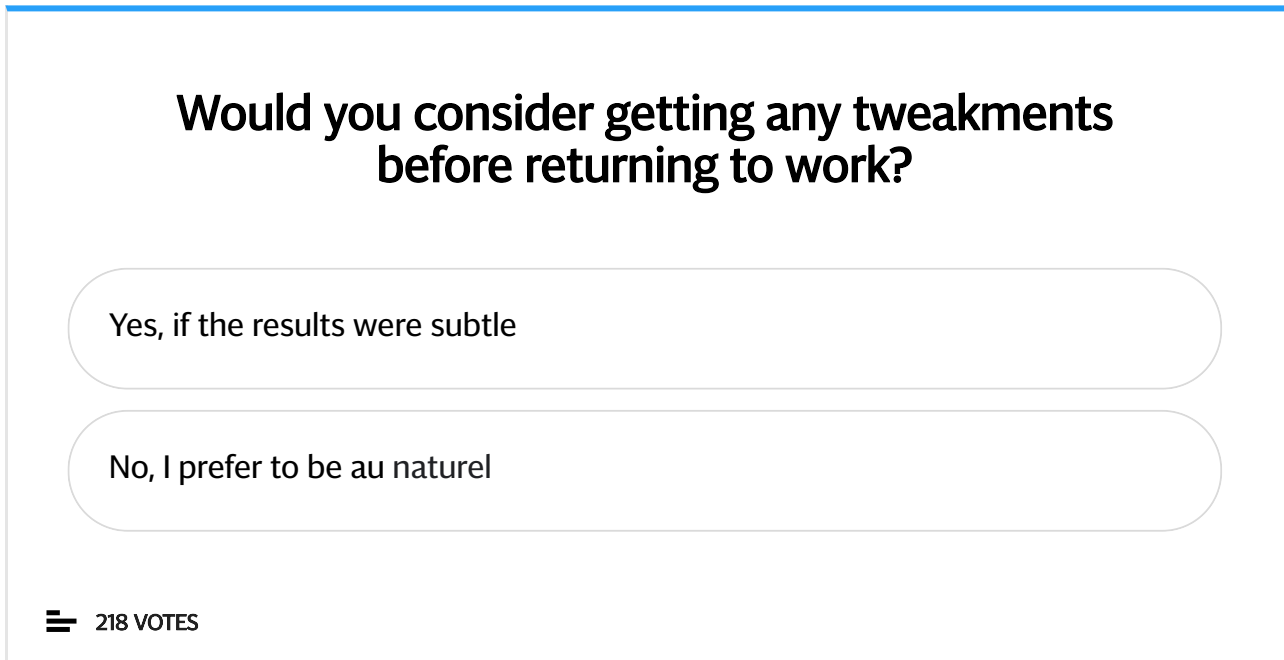 Would you consider getting any tweakments
before returning to work?
Yes, if the results were subtle
No, I prefer to be au naturel
218 VOTES